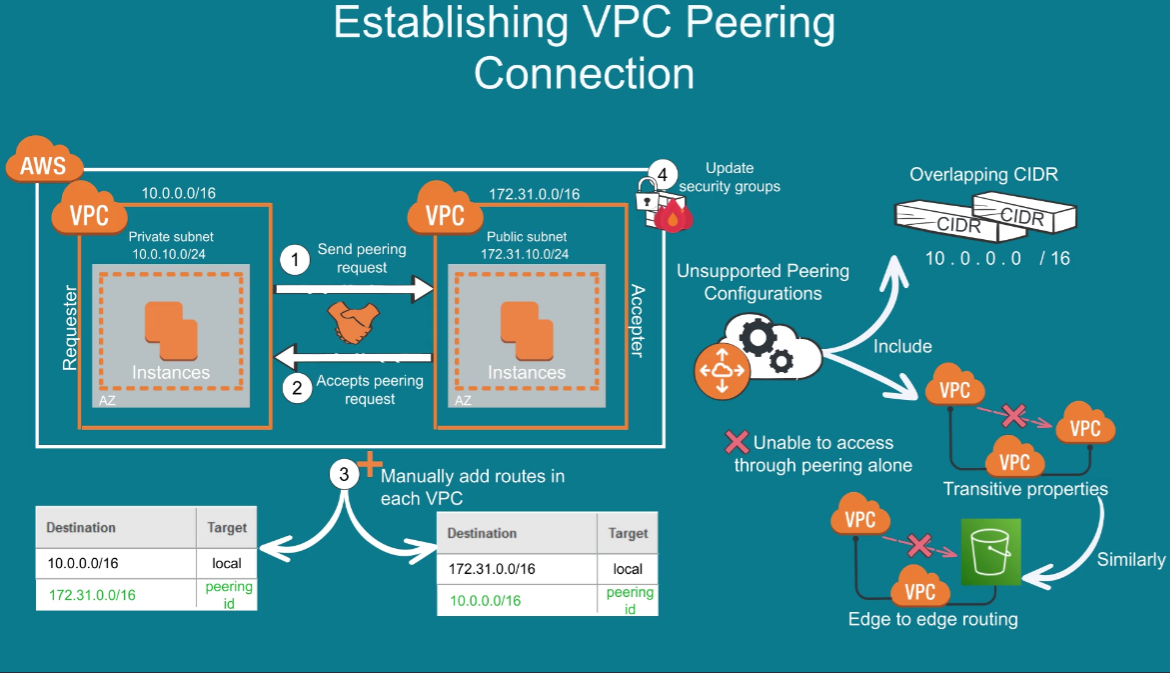 Establishing VPC Peering
Connection
AWS
VPC
10.0.0.0/16
Private subnet
10.0.10.0/24
Requester
Instances
AZ
1
Send peering
request
2
Accepts peering
request
VPC
172.31.0.0/16
Public subnet
172.31.10.0/24
Accepter
Instances
AZ
4
Update
security groups
3
Manually add routes in
each VPC
Destination Target
10.0.0.0/16 local
172.31.0.0/16 peering
id
Destination Target
172.31.0.0/16 local
10.0.0.0/16 peering
id
Unsupported Peering
Configurations
Include
Overlapping CIDR
CIDR
CIDR
10 . 0 . 0 . 0 / 16
Unable to access
through peering alone
VPC
VPC
VPC
Transitive properties
Similarly
VPC
VPC
Edge to edge routing